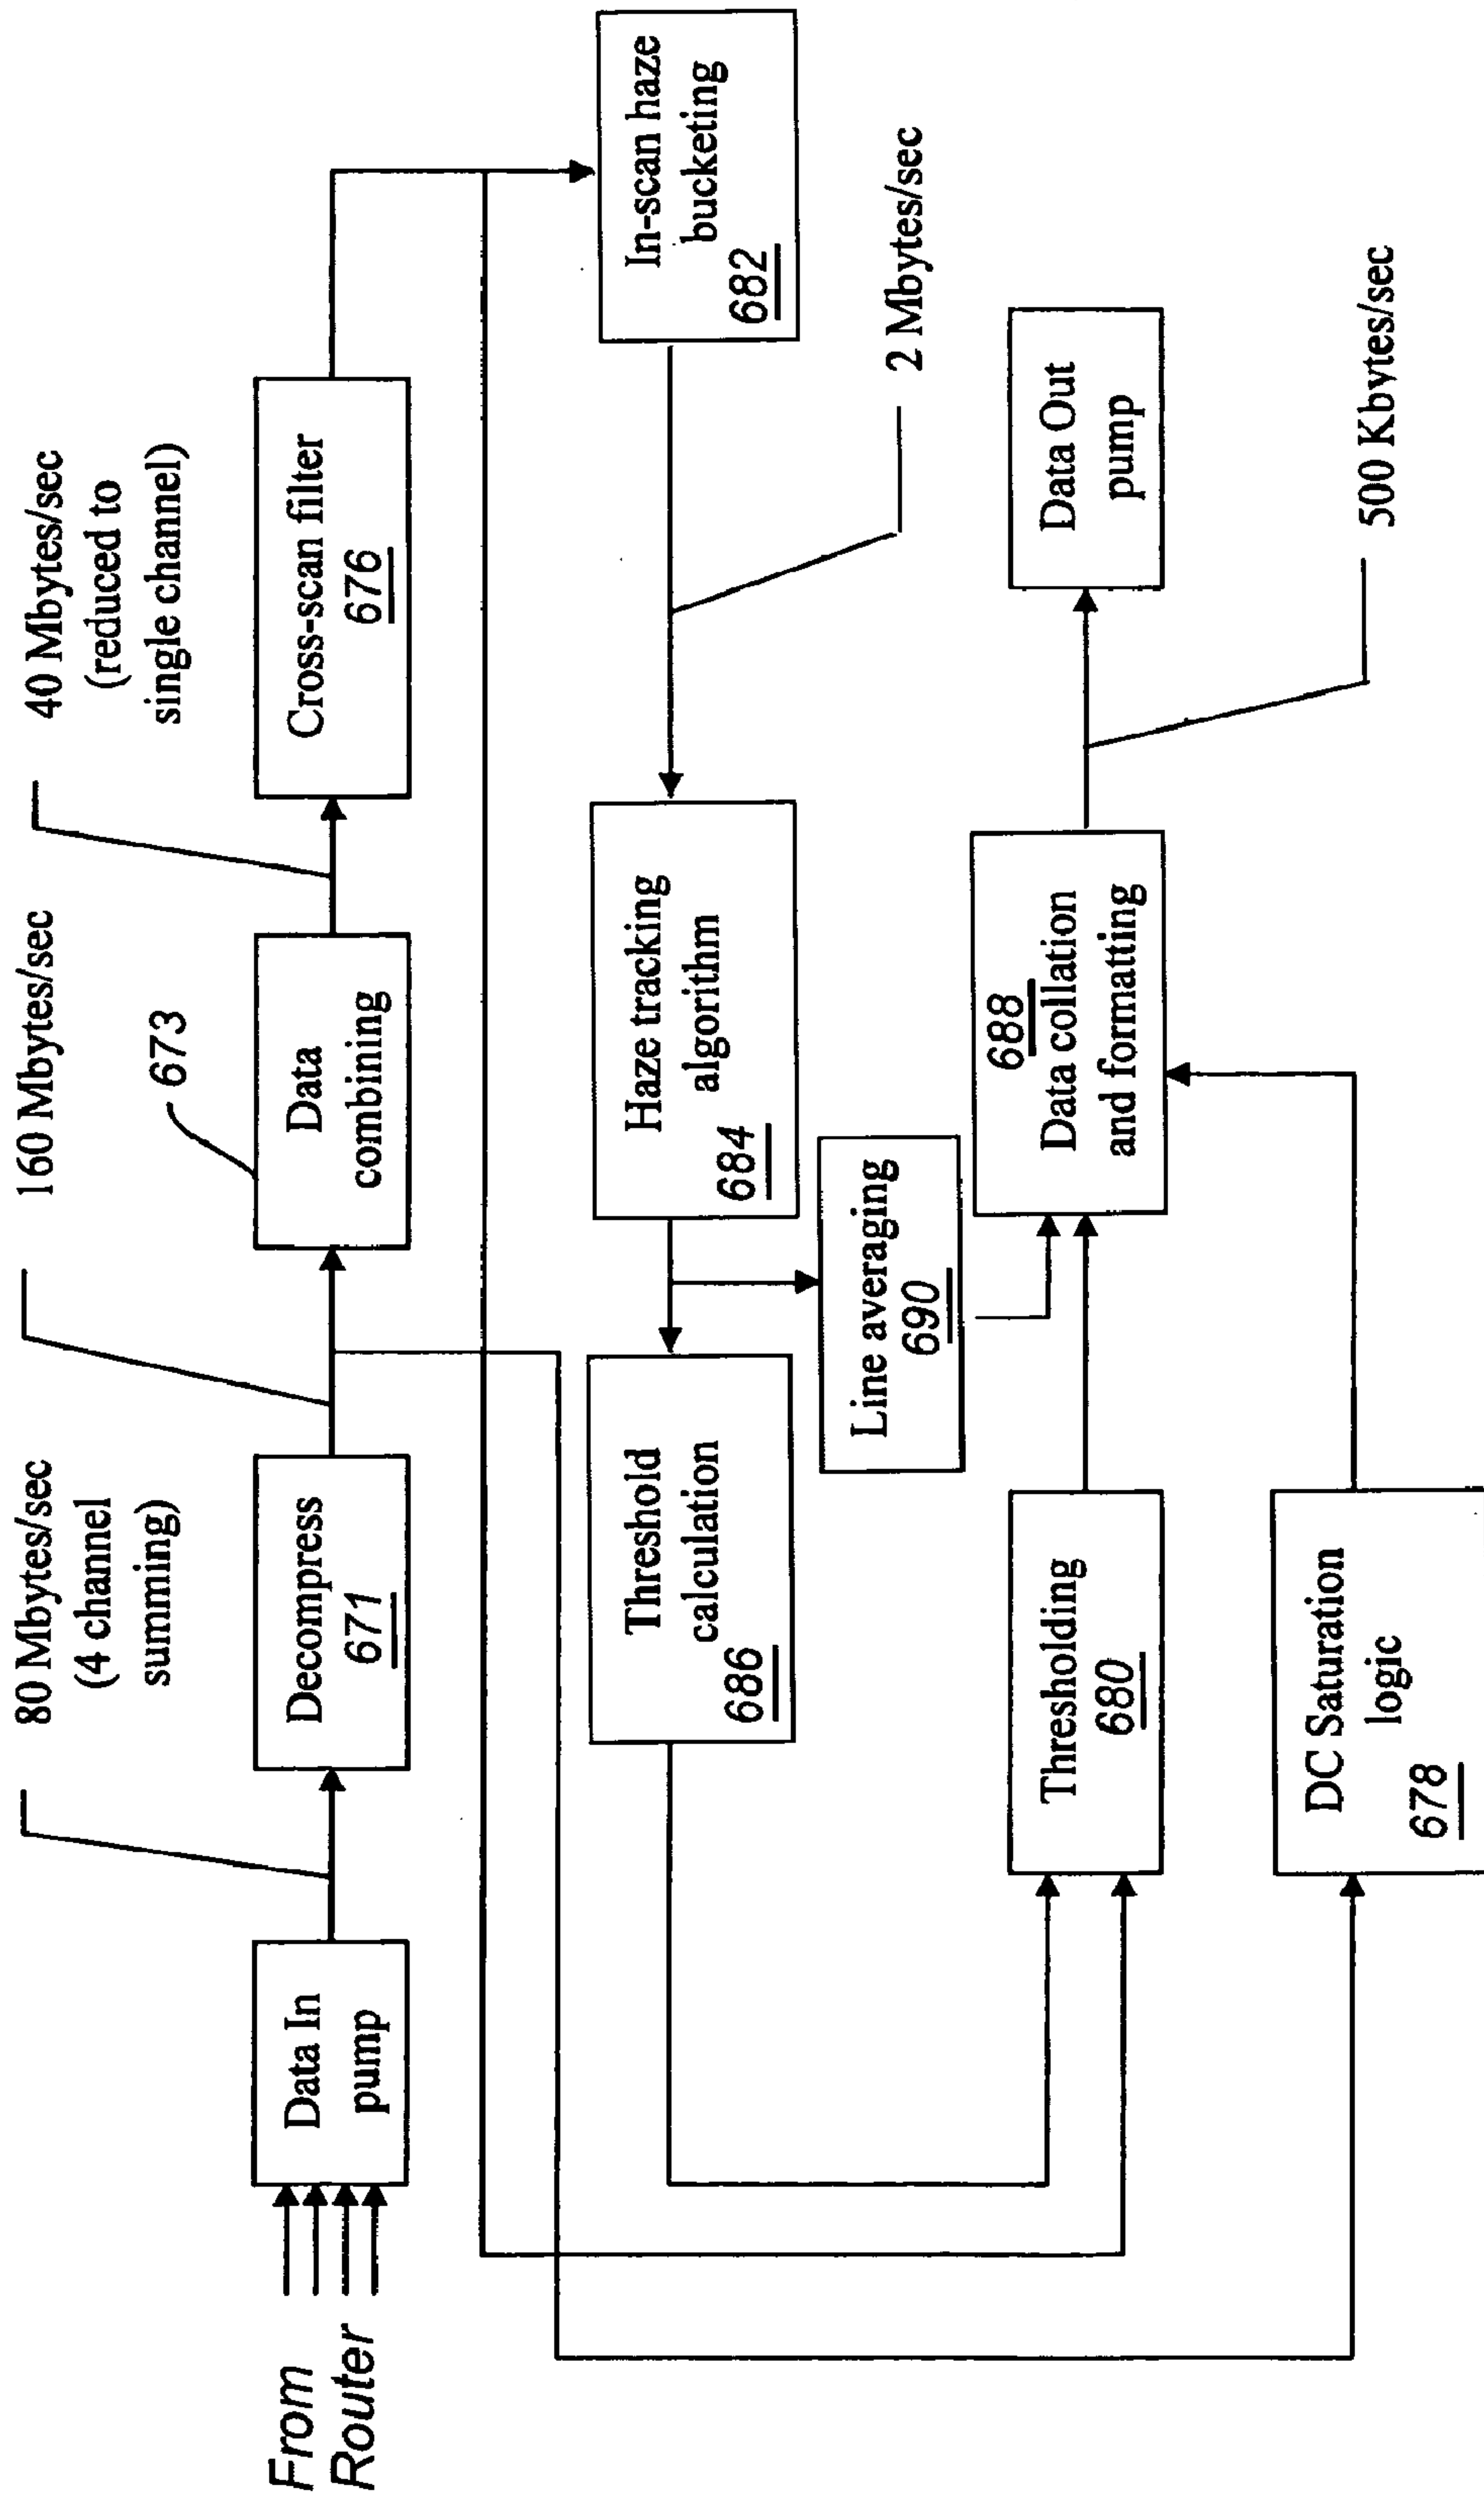 80 Mbytes/sec
(4 channel
summing)
160 Mbytes/sec
40 Mbytes/sec
(reduced to
single channel)
673
From
Router
Data In
pump
Decompress
671
Data
combining
Cross-scan filter
676
Threshold
calculation
686
Haze tracking
algorithm
684
In-scan haze
bucketing
682
Line averaging
690
2 Mbytes/sec
Thresholding
680
688
Data collation
and formatting
Data Out
pump
DC Saturation
logic
678
500 Kbytes/sec